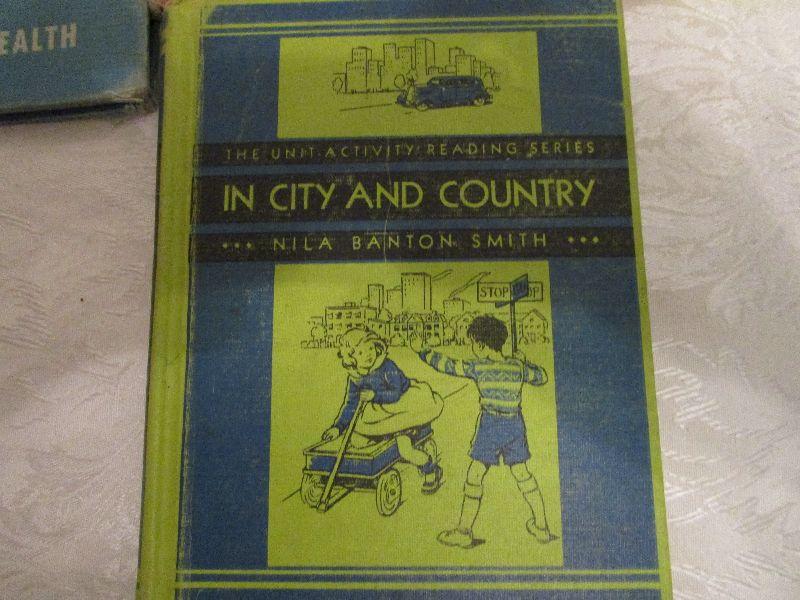 EALTH
THE UNIT-ACTIVITY READING SERIES
IN CITY AND COUNTRY
••• NILA BANTON SMITH •••
STOP